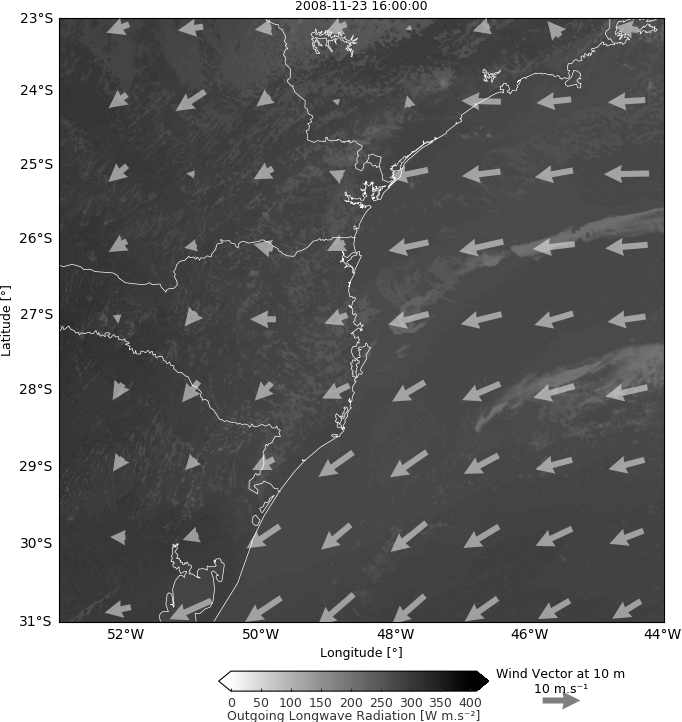 2008-11-23 16:00:00
23°S
24°S
25°S
26°S
27°S
28°S
29°S
30°S
31°S
Latitude [°]
52°W 50°W 48°W 46°W 44°W
Longitude [°]
0 50 100 150 200 250 300 350 400
Outgoing Longwave Radiation [W m.s⁻²]
Wind Vector at 10 m
10 m.s⁻¹